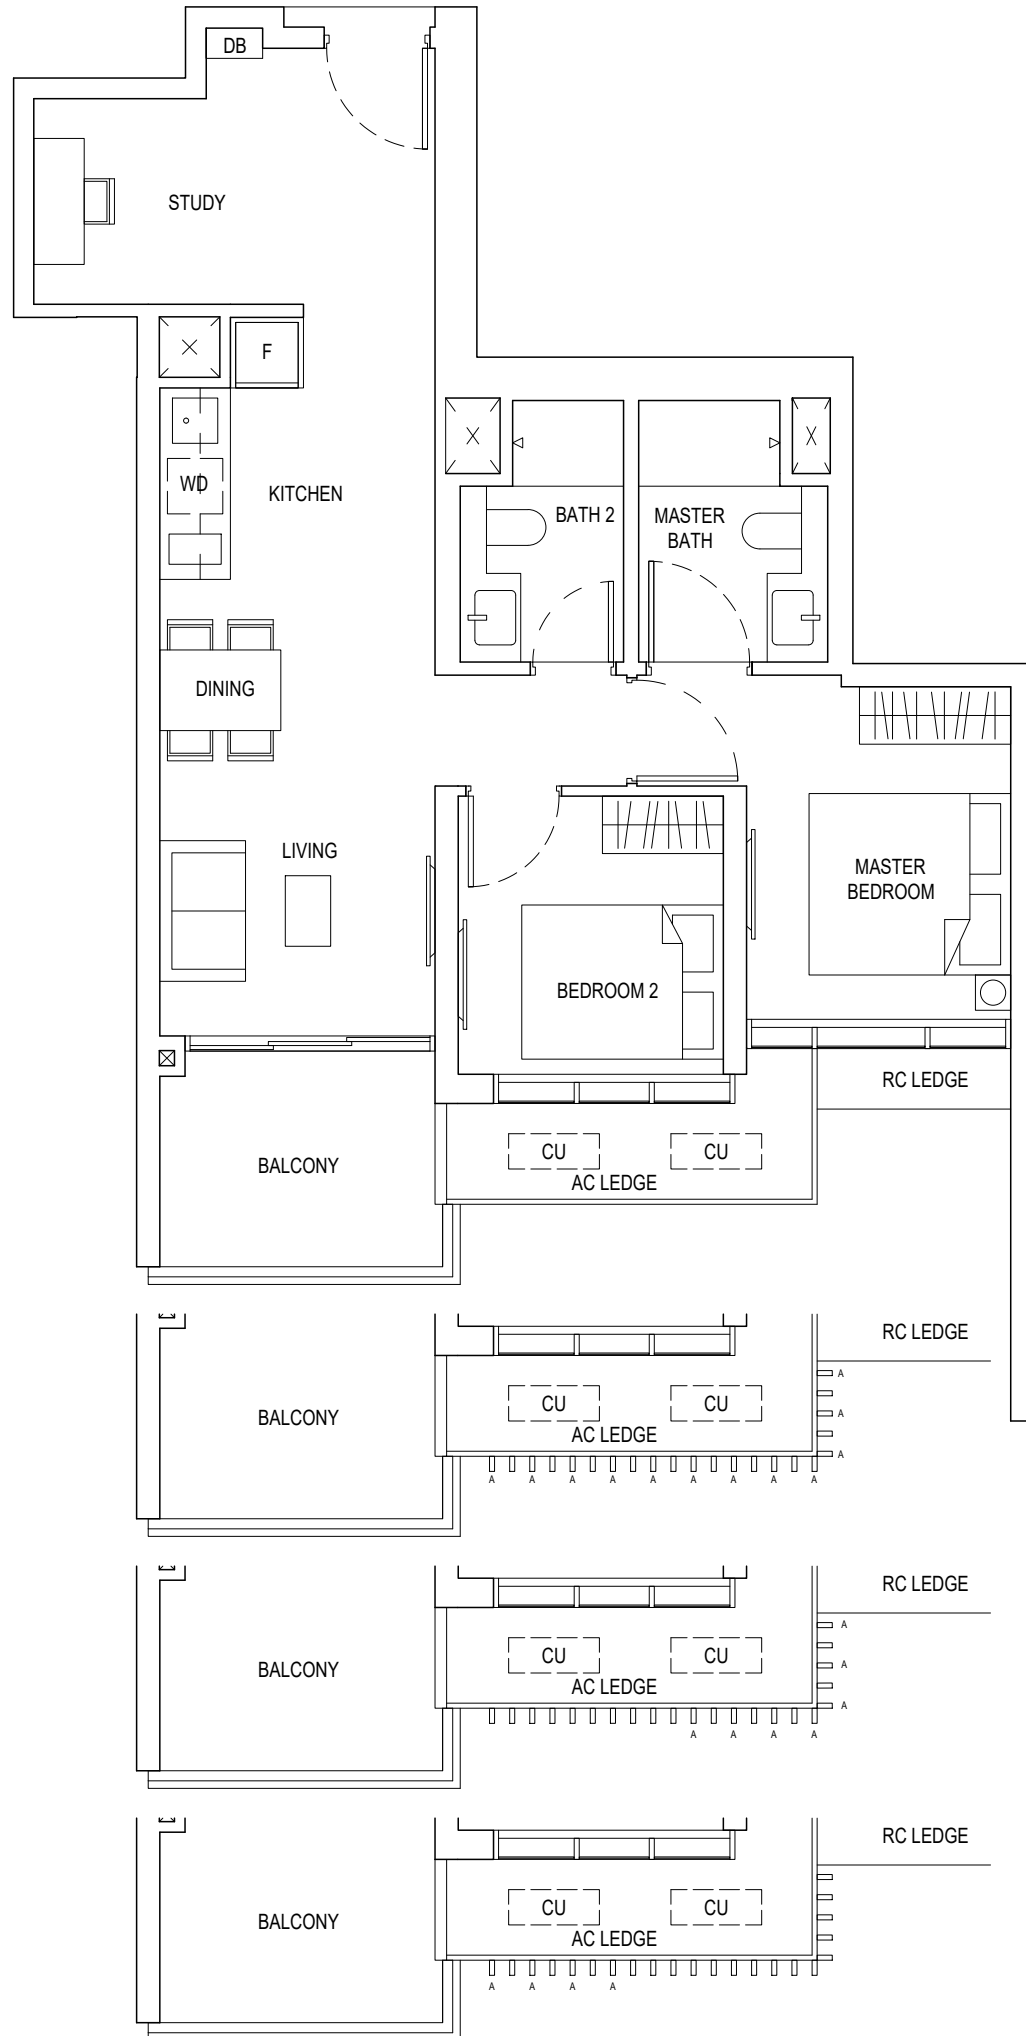 DB
STUDY
F
WD
KITCHEN
BATH 2
MASTER
BATH
DINING
LIVING
MASTER
BEDROOM
BEDROOM 2
RC LEDGE
CU
CU
AC LEDGE
BALCONY
RC LEDGE
A
CU
CU
A
BALCONY
AC LEDGE
A
A A A A A A A A A
RC LEDGE
A
CU
CU
A
BALCONY
AC LEDGE
A
A A A A
RC LEDGE
CU
CU
BALCONY
AC LEDGE
A A A A